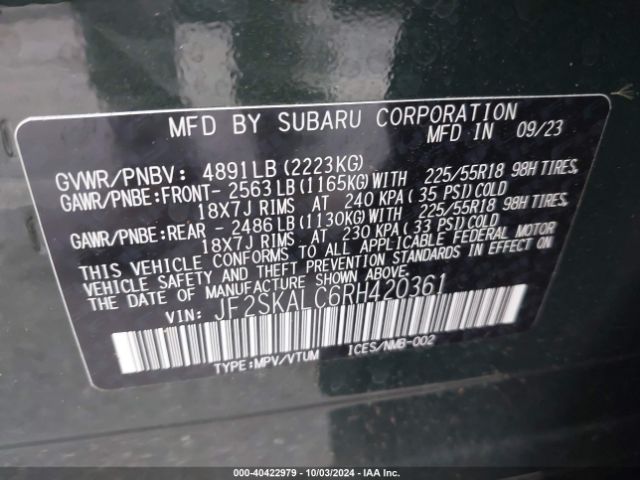 MFD BY SUBARU CORPORATION
MFD IN 09/23
GVWR/PNBV: 4891LB (2223KG)
GAWR/PNBE:FRONT- 2563 LB (1165KG)WITH 225/55R18 98H TIRES,
18X7J RIMS AT 240 KPA (35 PSI) COLD
GAWR/PNBE:REAR - 2486 LB (1130KG)WITH 225/55R18 98H TIRES,
18X7J RIMS AT 230 KPA (33 PSI) COLD
THIS VEHICLE CONFORMS TO ALL APPLICABLE FEDERAL MOTOR
VEHICLE SAFETY AND THEFT PREVENTION STANDARDS IN EFFECT ON
THE DATE OF MANUFACTURE SHOWN ABOVE.
VIN: JF2SKALC6RH420361
TYPE:MPV/VTUM ICES/NMB-002
000-40422979 - 10/03/2024 - IAA Inc.